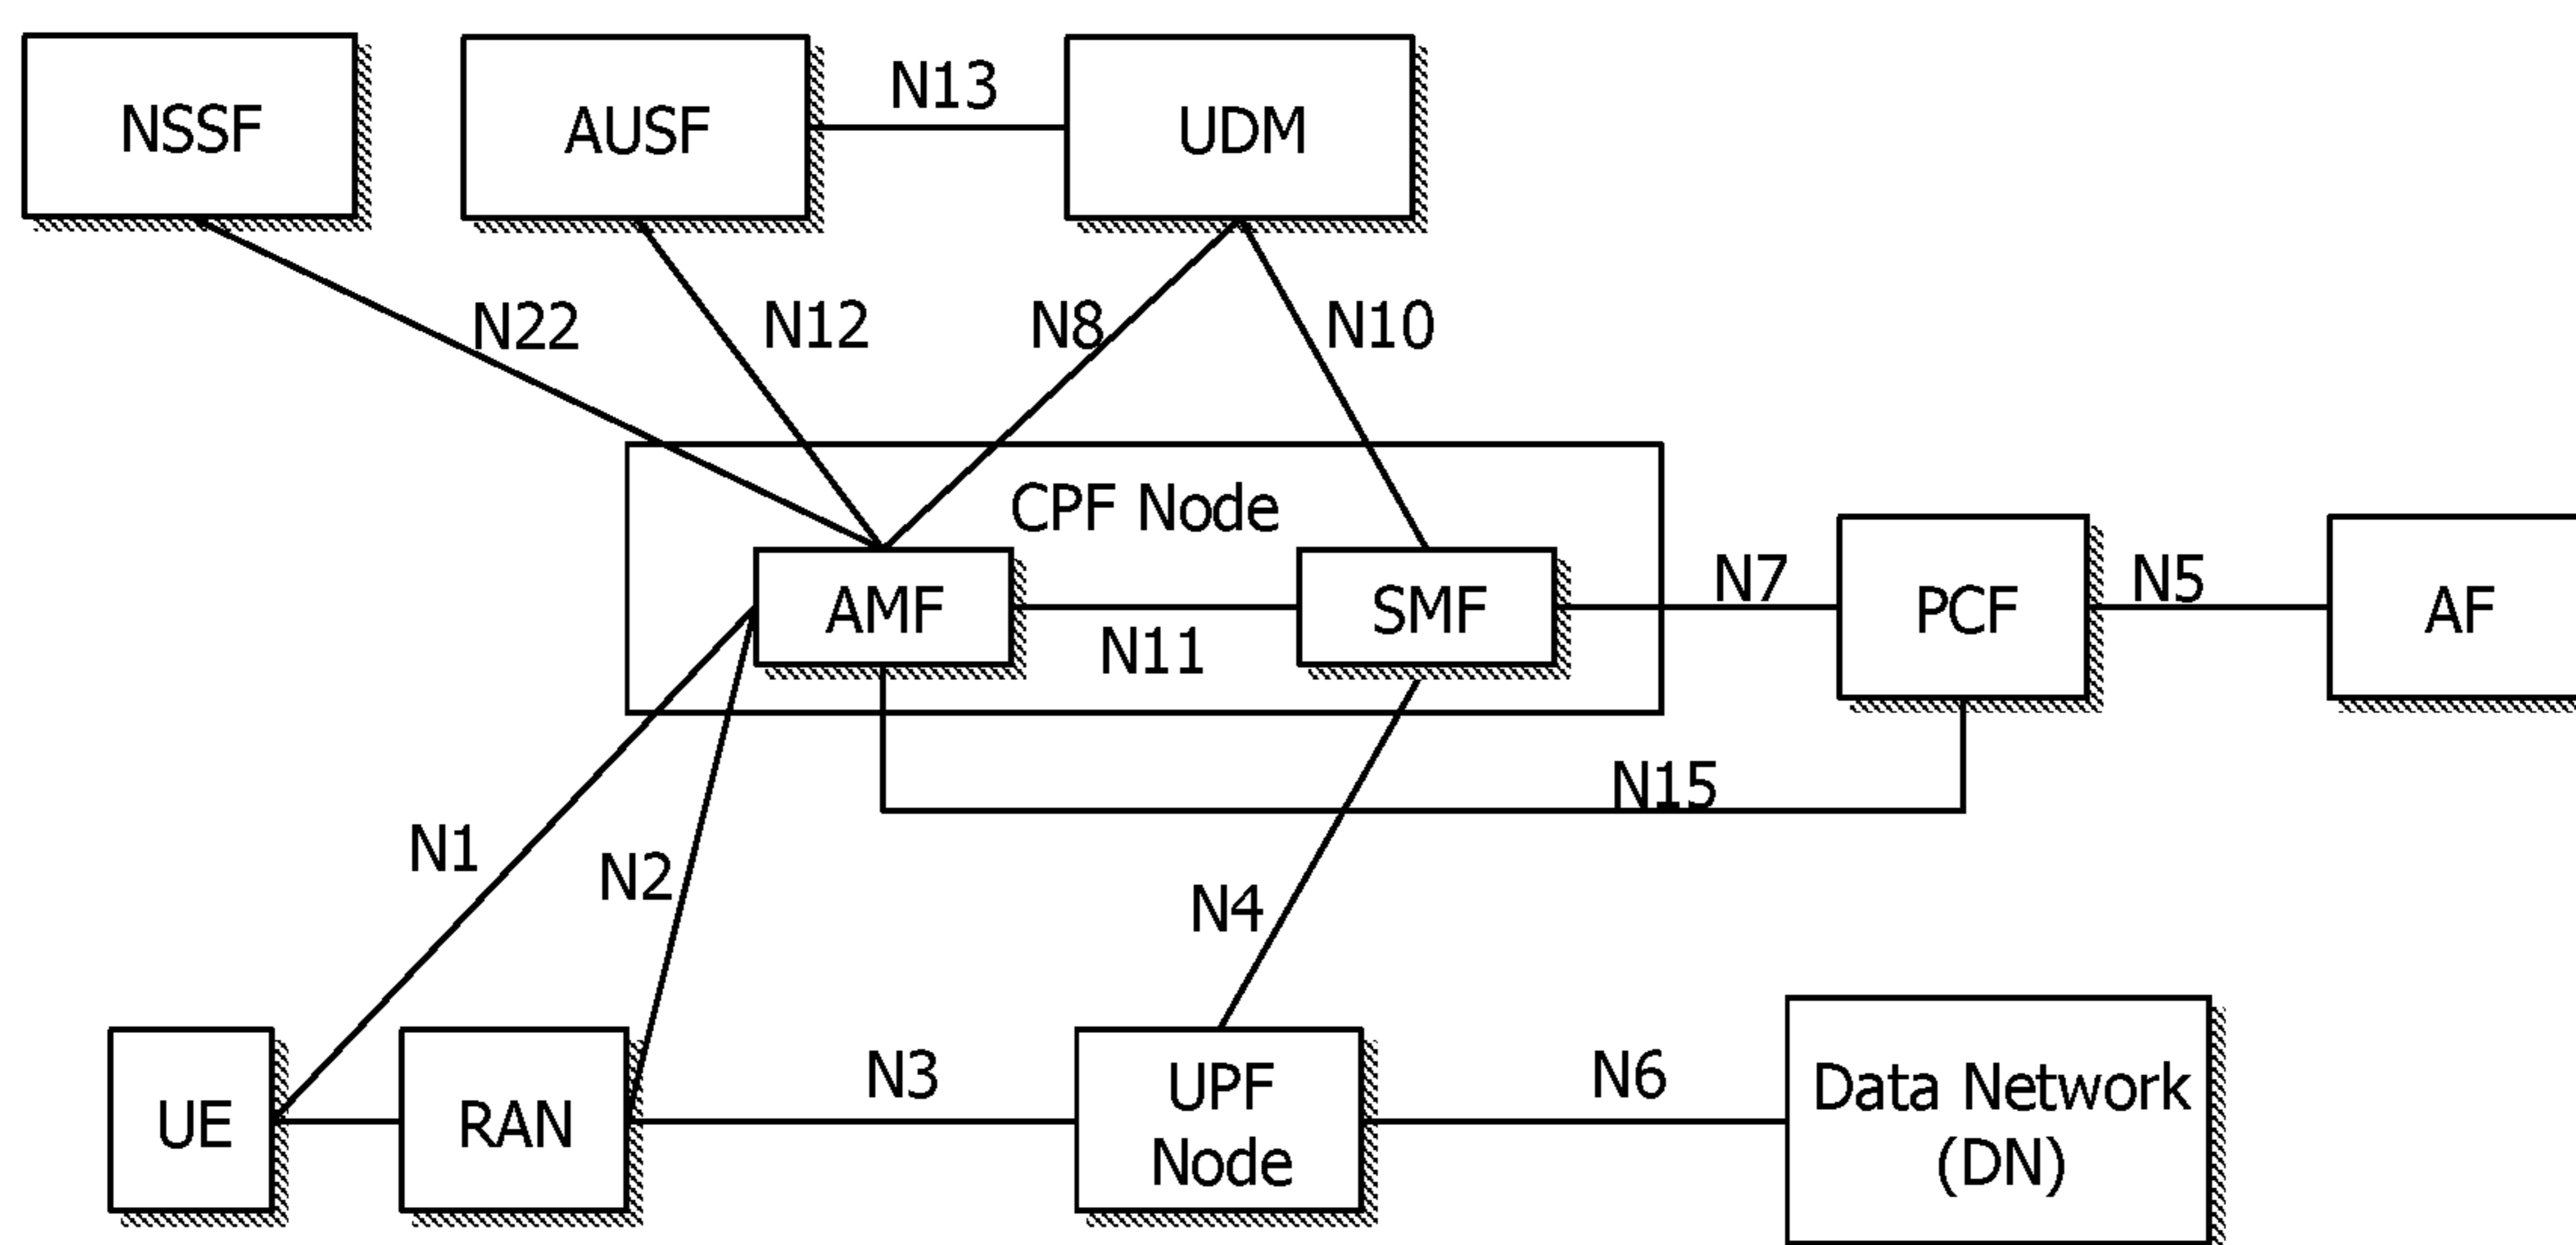 NSSF
AUSF
N13
UDM
N22
N12
N8
N10
CPF Node
AMF
N11
SMF
N7
PCF
N5
AF
N15
N1
N2
N4
UE
RAN
N3
UPF
Node
N6
Data Network
(DN)